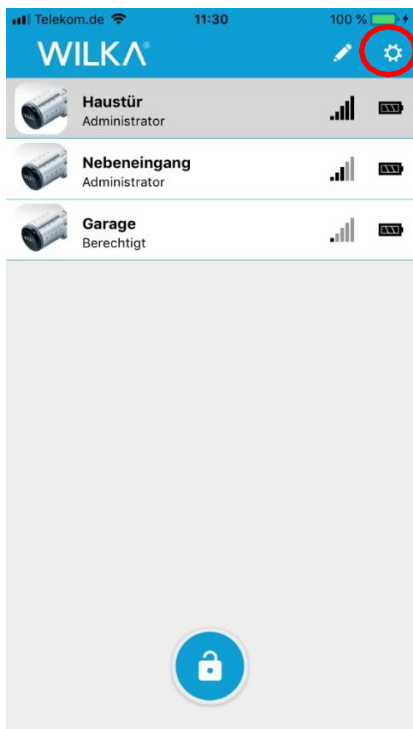 Telekom.de 11:30 100 %
WILKA®
Haustür
Administrator
Nebeneingang
Administrator
Garage
Berechtigt